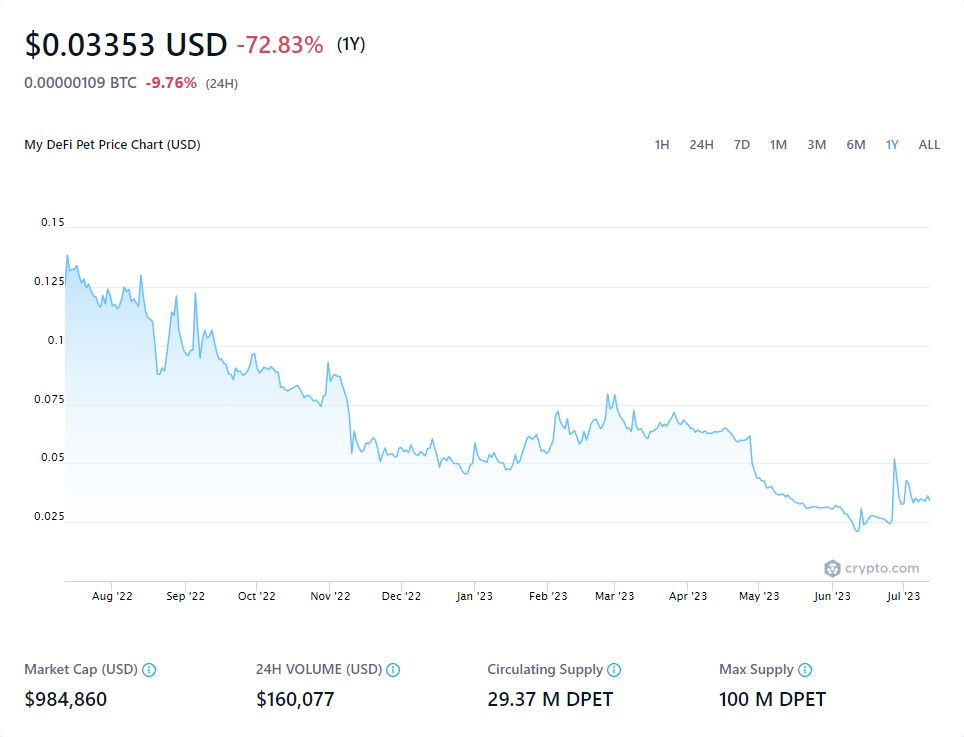 $0.03353 USD -72.83% (1Y)
0.00000109 BTC -9.76% (24H)
My DeFi Pet Price Chart (USD) 1H 24H 7D 1M 3M 6M 1Y ALL
0.15
0.125
0.1
0.075
0.05
0.025
crypto.com
Aug '22 Sep '22 Oct '22 Nov '22 Dec '22 Jan '23 Feb '23 Mar '23 Apr '23 May '23 Jun '23 Jul '23
Market Cap (USD) 24H VOLUME (USD) Circulating Supply Max Supply
$984,860 $160,077 29.37 M DPET 100 M DPET